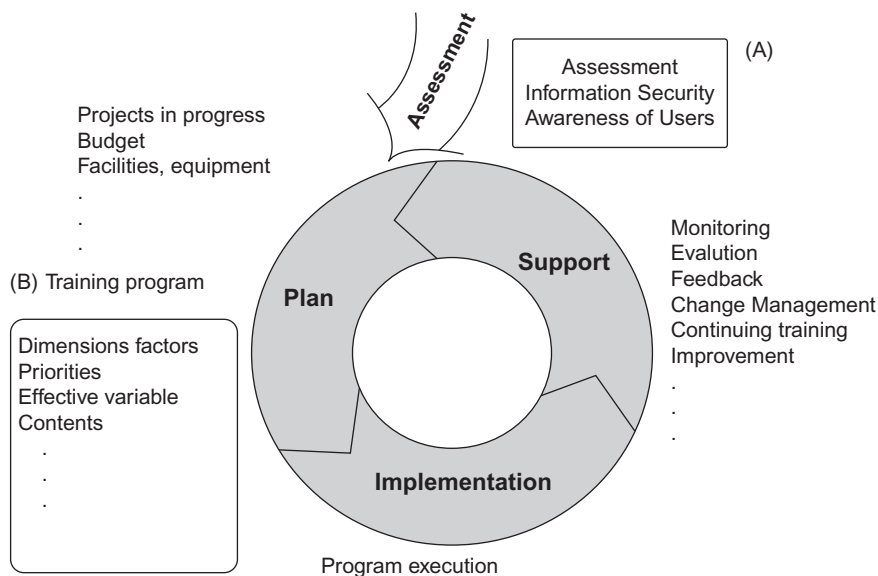 Assessment
(A)
Assessment
Information Security
Awareness of Users
Projects in progress
Budget
Facilities, equipment
.
.
.
(B) Training program
Dimensions factors
Priorities
Effective variable
Contents
.
.
.
Plan
Support
Implementation
Monitoring
Evalution
Feedback
Change Management
Continuing training
Improvement
.
.
.
Program execution